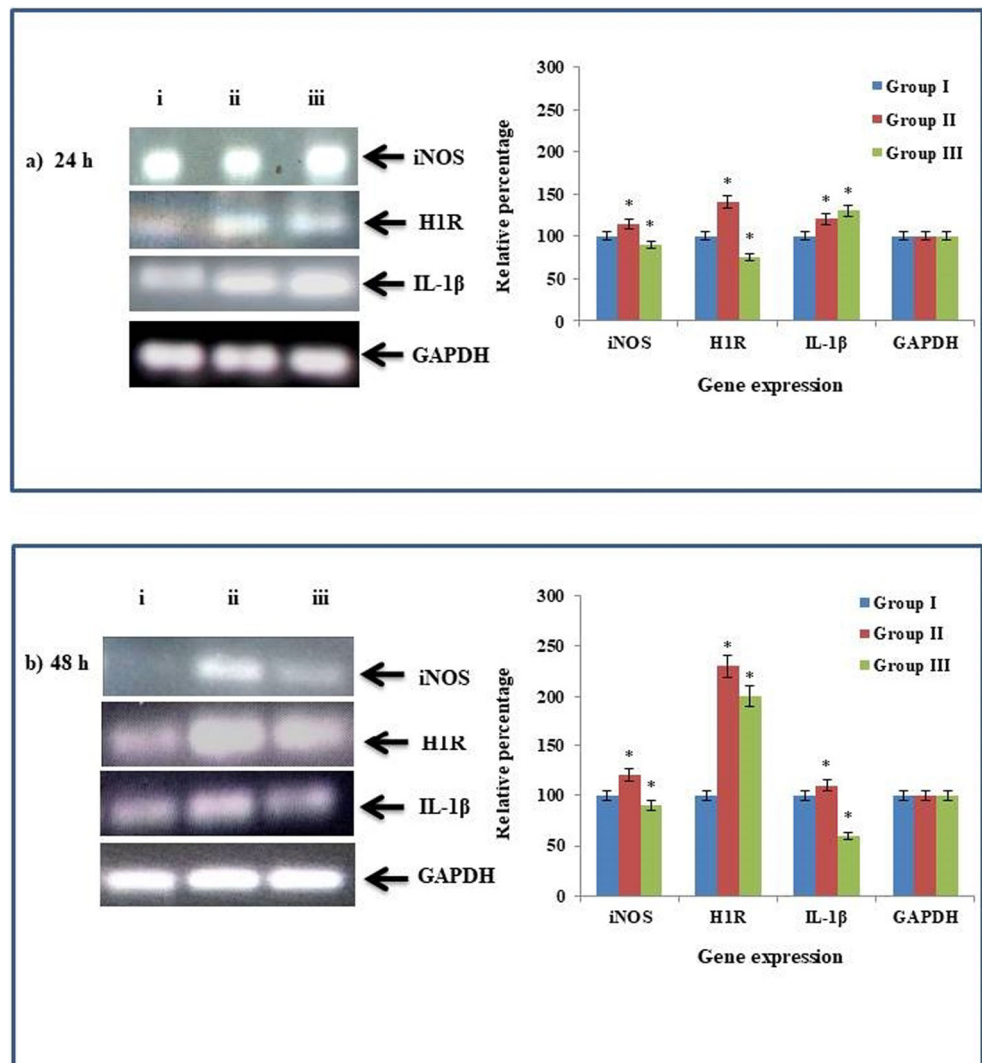 i ii iii
a) 24 h
iNOS
H1R
IL-1β
GAPDH
300
250
200
150
100
50
0
Relative percentage
Group I
Group II
Group III
* * * * * *
iNOS H1R IL-1β GAPDH
Gene expression
i ii iii
b) 48 h
iNOS
H1R
IL-1β
GAPDH
300
250
200
150
100
50
0
Relative percentage
Group I
Group II
Group III
* * * * * *
iNOS H1R IL-1β GAPDH
Gene expression